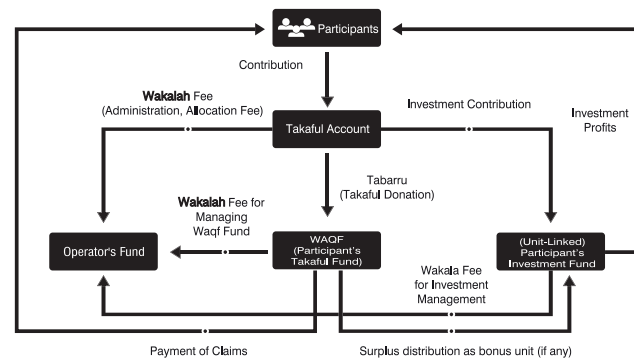 Participants
Contribution
Wakalah Fee
(Administration, Allocation Fee)
Investment Contribution
Investment
Profits
Takaful Account
Tabarru
(Takaful Donation)
Wakalah Fee for
Managing
Waqf Fund
Operator's Fund
WAQF
(Participant's
Takaful Fund)
(Unit-Linked)
Participant's
Investment Fund
Wakala Fee
for Investment
Management
Payment of Claims
Surplus distribution as bonus unit (if any)